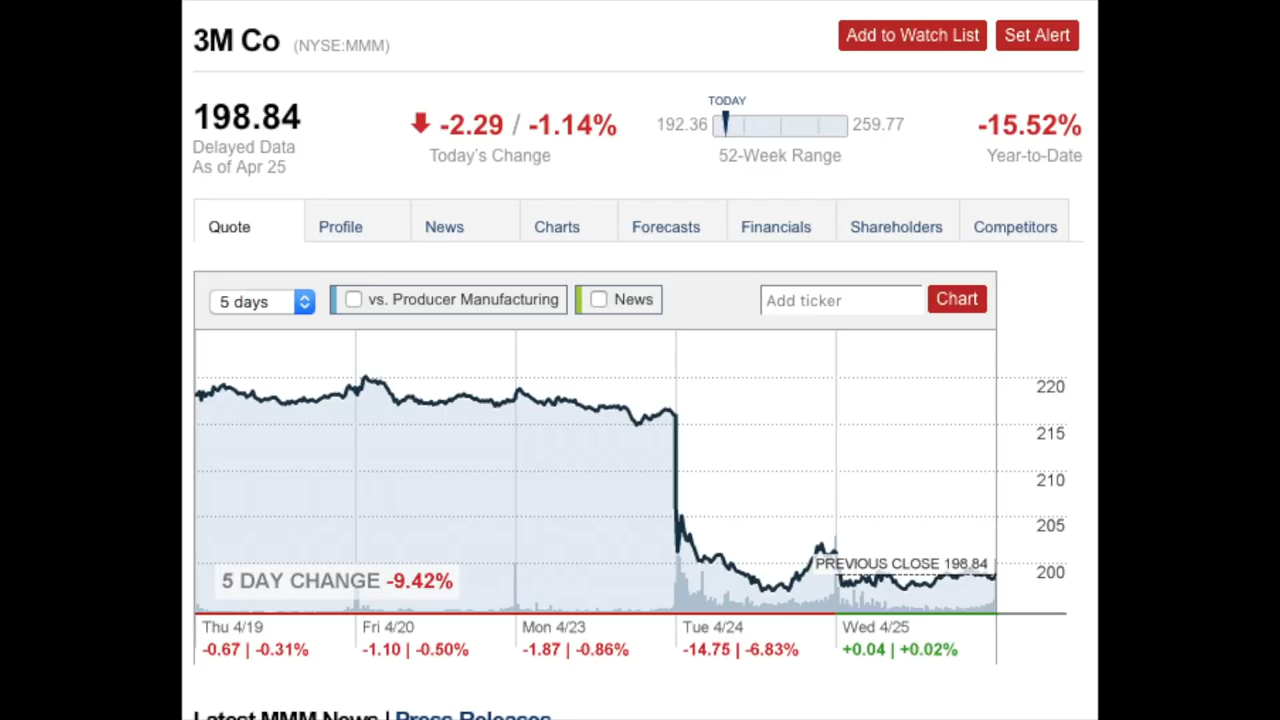 3M Co (NYSE:MMM)
Add to Watch List
Set Alert
198.84
Delayed Data
As of Apr 25
-2.29 / -1.14%
Today's Change
TODAY
192.36 259.77
52-Week Range
-15.52%
Year-to-Date
Quote Profile News Charts Forecasts Financials Shareholders Competitors
5 days
vs. Producer Manufacturing
News
Add ticker
Chart
220
215
210
205
200
PREVIOUS CLOSE 198.84
5 DAY CHANGE -9.42%
Thu 4/19 Fri 4/20 Mon 4/23 Tue 4/24 Wed 4/25
-0.67 | -0.31% -1.10 | -0.50% -1.87 | -0.86% -14.75 | -6.83% +0.04 | +0.02%
Latest MMM News | Press Releases